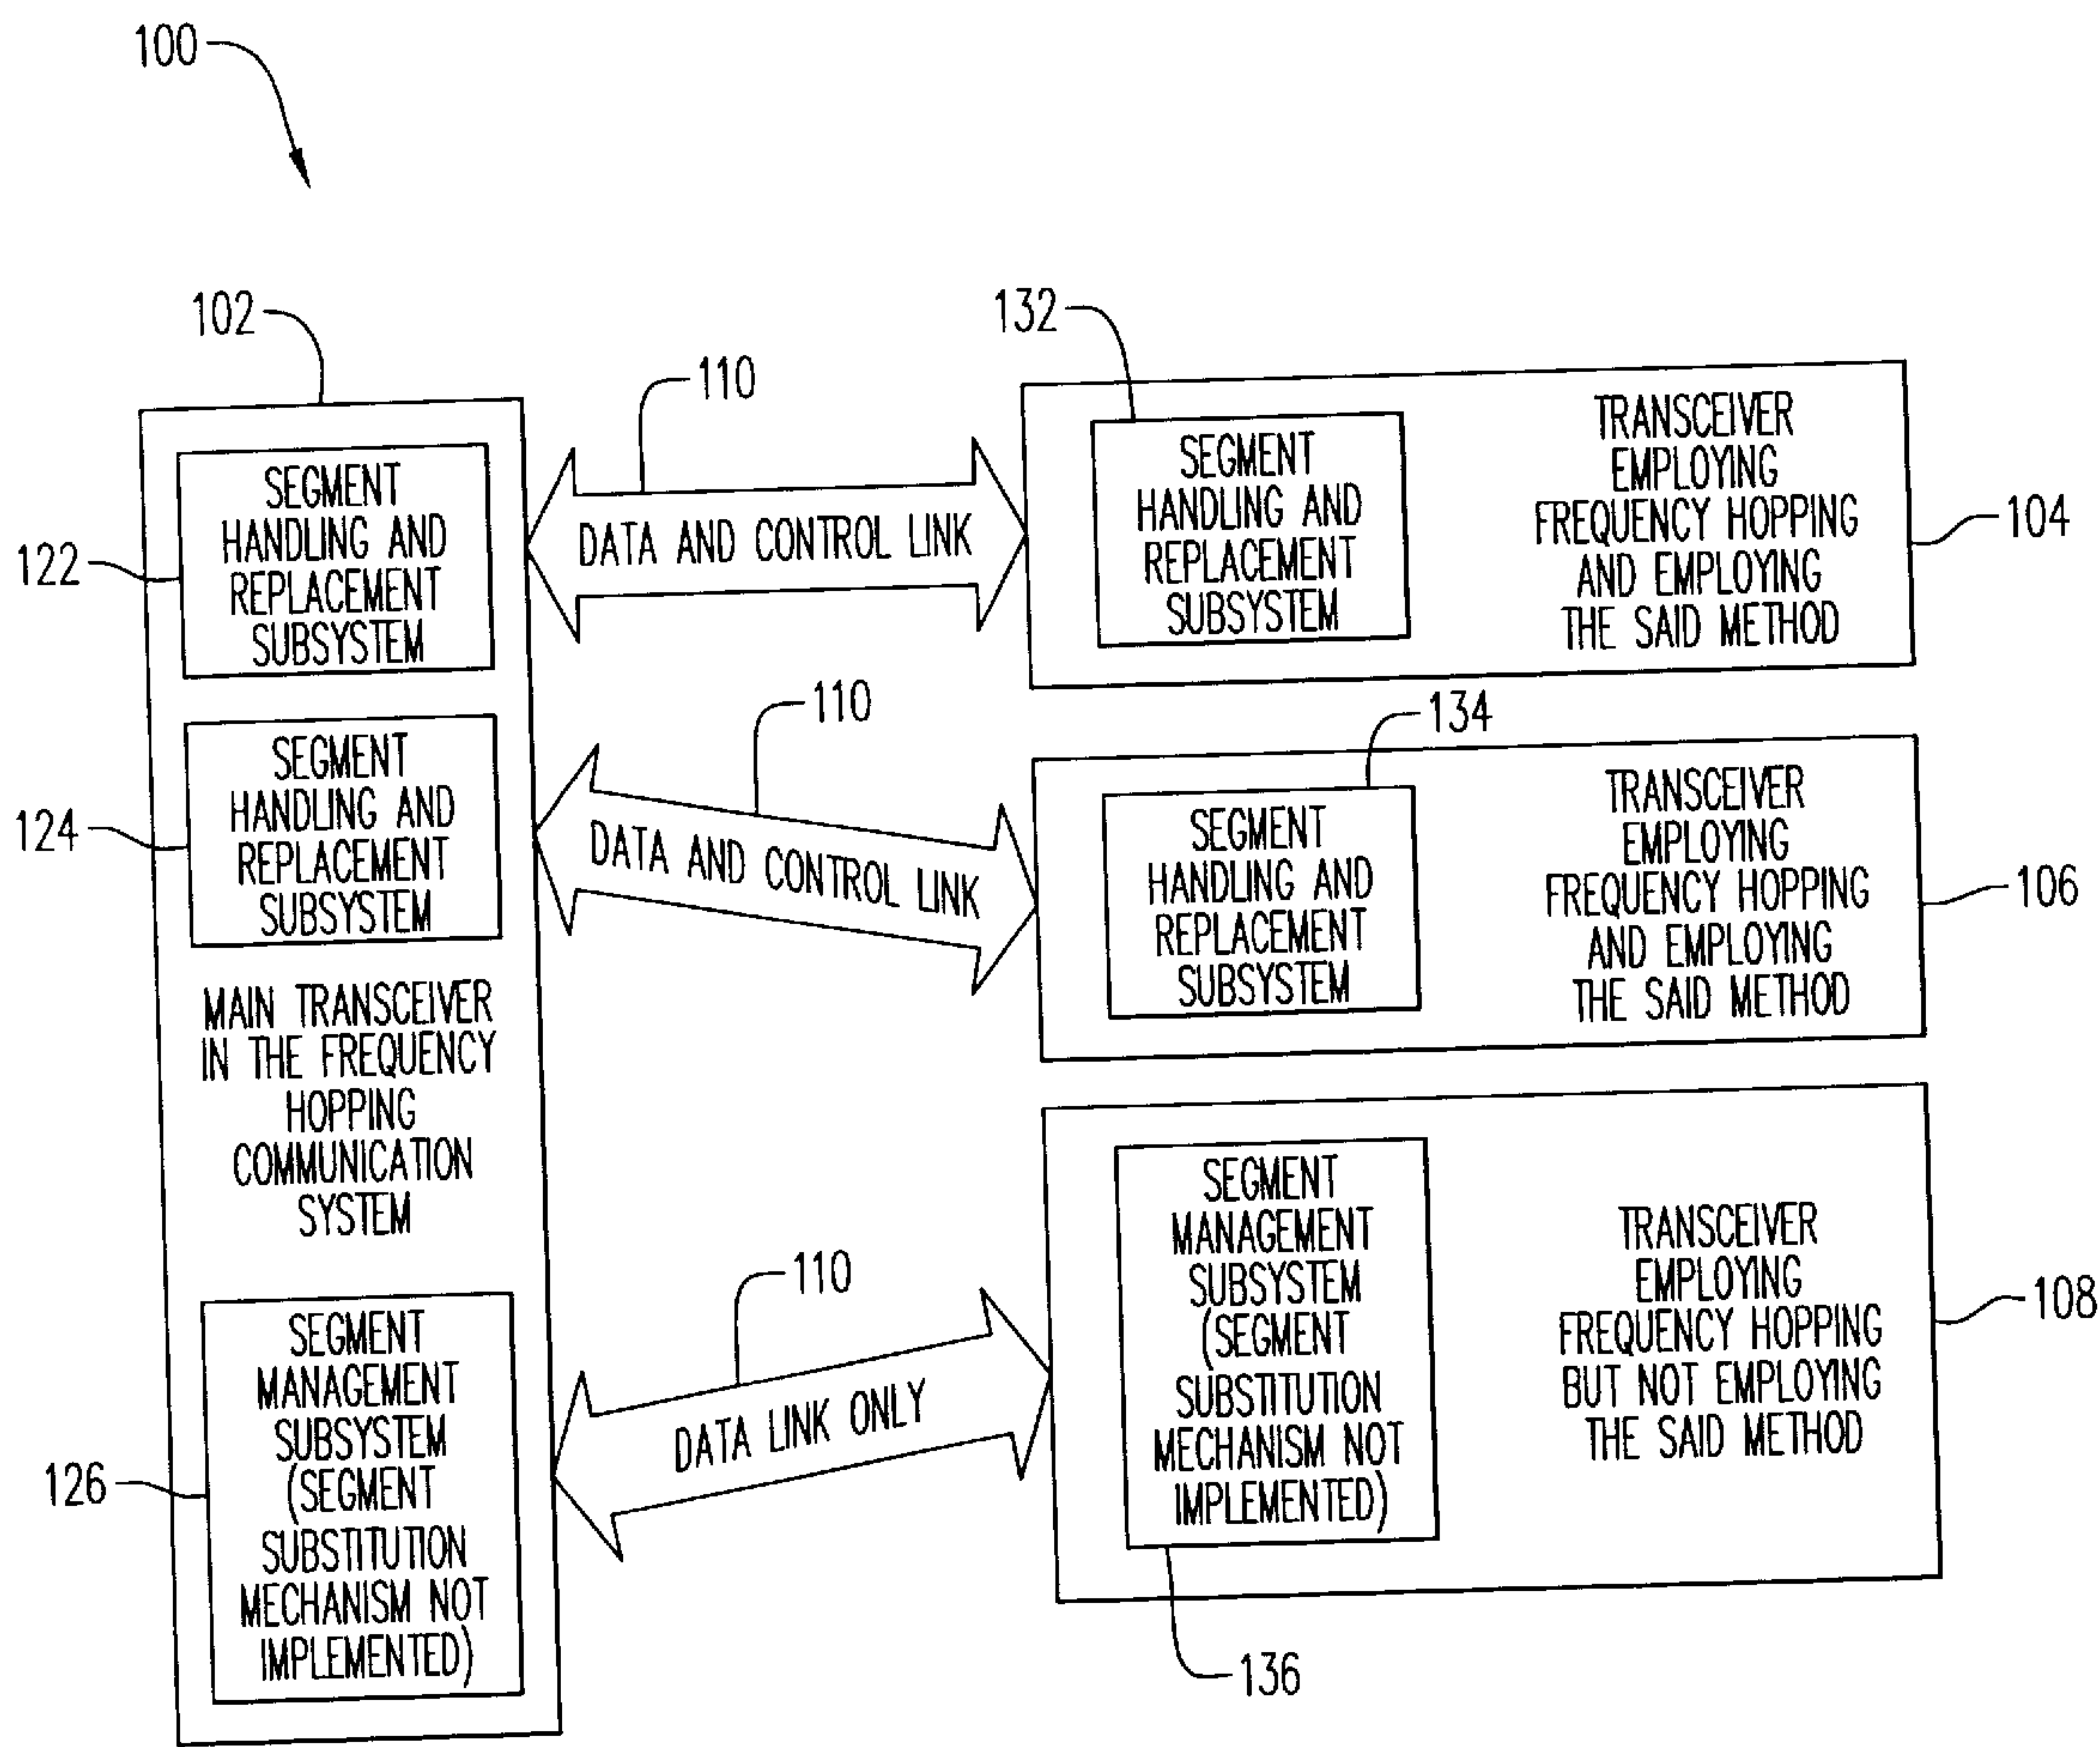 100
102
122
SEGMENT
HANDLING AND
REPLACEMENT
SUBSYSTEM
124
SEGMENT
HANDLING AND
REPLACEMENT
SUBSYSTEM
MAIN TRANSCEIVER
IN THE FREQUENCY
HOPPING
COMMUNICATION
SYSTEM
126
SEGMENT
MANAGEMENT
SUBSYSTEM
(SEGMENT
SUBSTITUTION
MECHANISM NOT
IMPLEMENTED)
110
DATA AND CONTROL LINK
110
DATA AND CONTROL LINK
110
DATA LINK ONLY
132
SEGMENT
HANDLING AND
REPLACEMENT
SUBSYSTEM
TRANSCEIVER
EMPLOYING
FREQUENCY HOPPING
AND EMPLOYING
THE SAID METHOD
104
134
SEGMENT
HANDLING AND
REPLACEMENT
SUBSYSTEM
TRANSCEIVER
EMPLOYING
FREQUENCY HOPPING
AND EMPLOYING
THE SAID METHOD
106
SEGMENT
MANAGEMENT
SUBSYSTEM
(SEGMENT
SUBSTITUTION
MECHANISM NOT
IMPLEMENTED)
136
TRANSCEIVER
EMPLOYING
FREQUENCY HOPPING
BUT NOT EMPLOYING
THE SAID METHOD
108